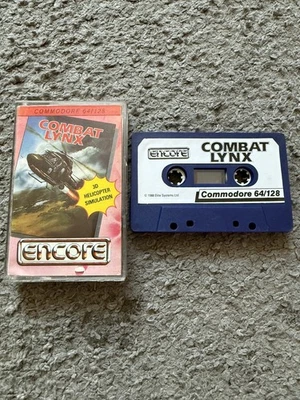 COMMODORE 64/128
COMBAT
LYNX
3D
HELICOPTER
SIMULATION
ENCORE
COMBAT
LYNX
ENCORE
Commodore 64/128